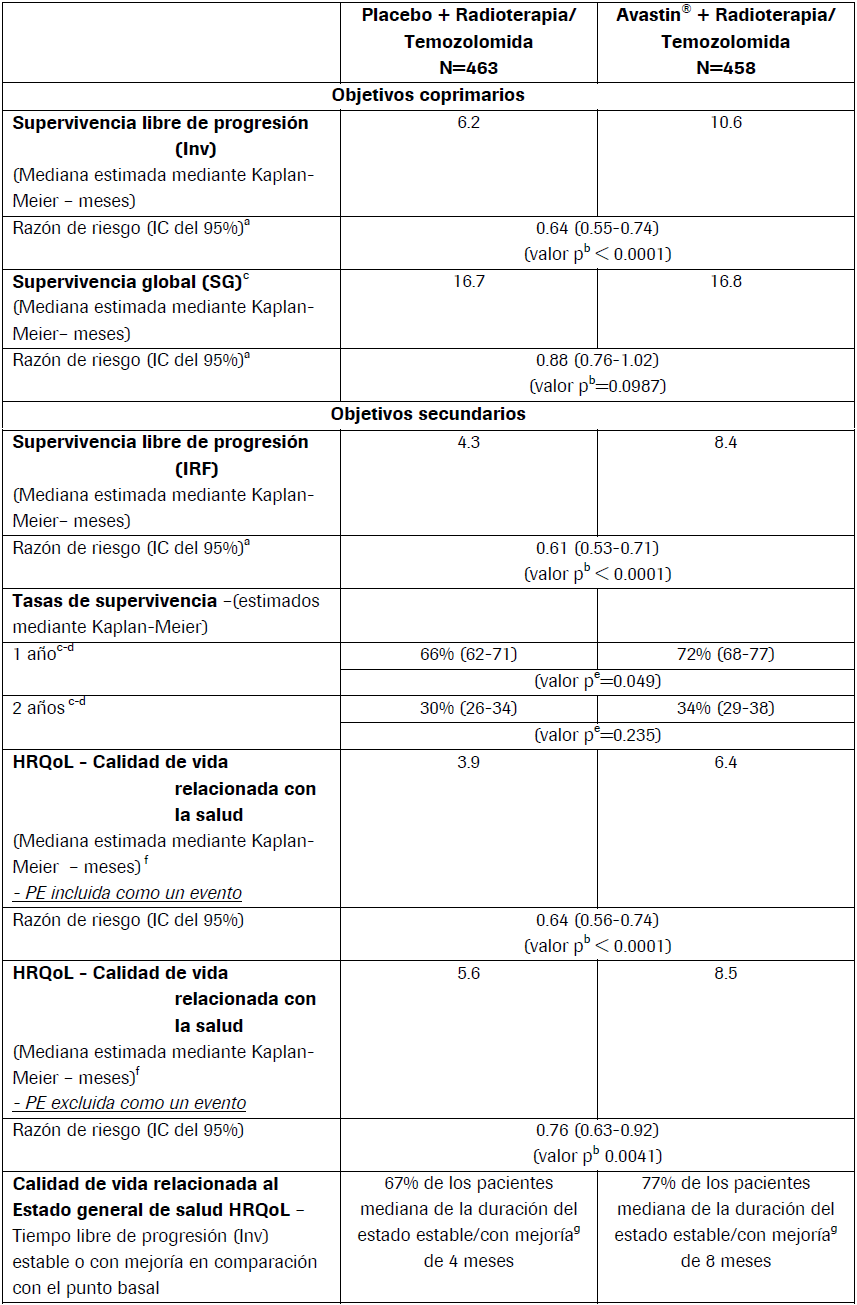 Placebo + Radioterapia/
Temozolomida
N=463
Avastin® + Radioterapia/
Temozolomida
N=458
Objetivos coprimarios
Supervivencia libre de progresión
(Inv)
(Mediana estimada mediante Kaplan-
Meier – meses)
6.2
10.6
Razón de riesgo (IC del 95%)a
0.64 (0.55-0.74)
(valor pb < 0.0001)
Supervivencia global (SG)c
(Mediana estimada mediante Kaplan-
Meier– meses)
16.7
16.8
Razón de riesgo (IC del 95%)a
0.88 (0.76-1.02)
(valor pb=0.0987)
Objetivos secundarios
Supervivencia libre de progresión
(IRF)
(Mediana estimada mediante Kaplan-
Meier– meses)
4.3
8.4
Razón de riesgo (IC del 95%)a
0.61 (0.53-0.71)
(valor pb < 0.0001)
Tasas de supervivencia –(estimados
mediante Kaplan-Meier)
1 añoc-d
66% (62-71)
72% (68-77)
(valor pe=0.049)
2 años c-d
30% (26-34)
34% (29-38)
(valor pe=0.235)
HRQoL - Calidad de vida
relacionada con
la salud
(Mediana estimada mediante Kaplan-
Meier – meses) f
- PE incluida como un evento
3.9
6.4
Razón de riesgo (IC del 95%)
0.64 (0.56-0.74)
(valor pb < 0.0001)
HRQoL - Calidad de vida
relacionada con
la salud
(Mediana estimada mediante Kaplan-
Meier – meses)f
- PE excluida como un evento
5.6
8.5
Razón de riesgo (IC del 95%)
0.76 (0.63-0.92)
(valor pb 0.0041)
Calidad de vida relacionada al
Estado general de salud HRQoL –
Tiempo libre de progresión (Inv)
estable o con mejoría en comparación
con el punto basal
67% de los pacientes
mediana de la duración del
estado estable/con mejoríag
de 4 meses
77% de los pacientes
mediana de la duración del
estado estable/con mejoríag
de 8 meses